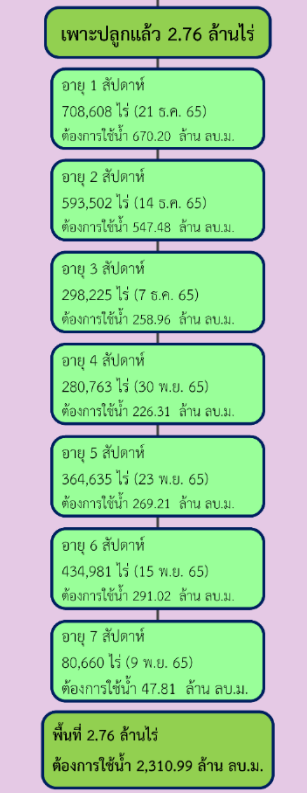 เพาะปลูกแล้ว 2.76 ล้านไร่
อายุ 1 สัปดาห์
708,608 ไร่ (21 ธ.ค. 65)
ต้องการใช้น้ำ 670.20 ล้าน ลบ.ม.
อายุ 2 สัปดาห์
593,502 ไร่ (14 ธ.ค. 65)
ต้องการใช้น้ำ 547.48 ล้าน ลบ.ม.
อายุ 3 สัปดาห์
298,225 ไร่ (7 ธ.ค. 65)
ต้องการใช้น้ำ 258.96 ล้าน ลบ.ม.
อายุ 4 สัปดาห์
280,763 ไร่ (30 พ.ย. 65)
ต้องการใช้น้ำ 226.31 ล้าน ลบ.ม.
อายุ 5 สัปดาห์
364,635 ไร่ (23 พ.ย. 65)
ต้องการใช้น้ำ 269.21 ล้าน ลบ.ม.
อายุ 6 สัปดาห์
434,981 ไร่ (15 พ.ย. 65)
ต้องการใช้น้ำ 291.02 ล้าน ลบ.ม.
อายุ 7 สัปดาห์
80,660 ไร่ (9 พ.ย. 65)
ต้องการใช้น้ำ 47.81 ล้าน ลบ.ม.
พื้นที่ 2.76 ล้านไร่
ต้องการใช้น้ำ 2,310.99 ล้าน ลบ.ม.